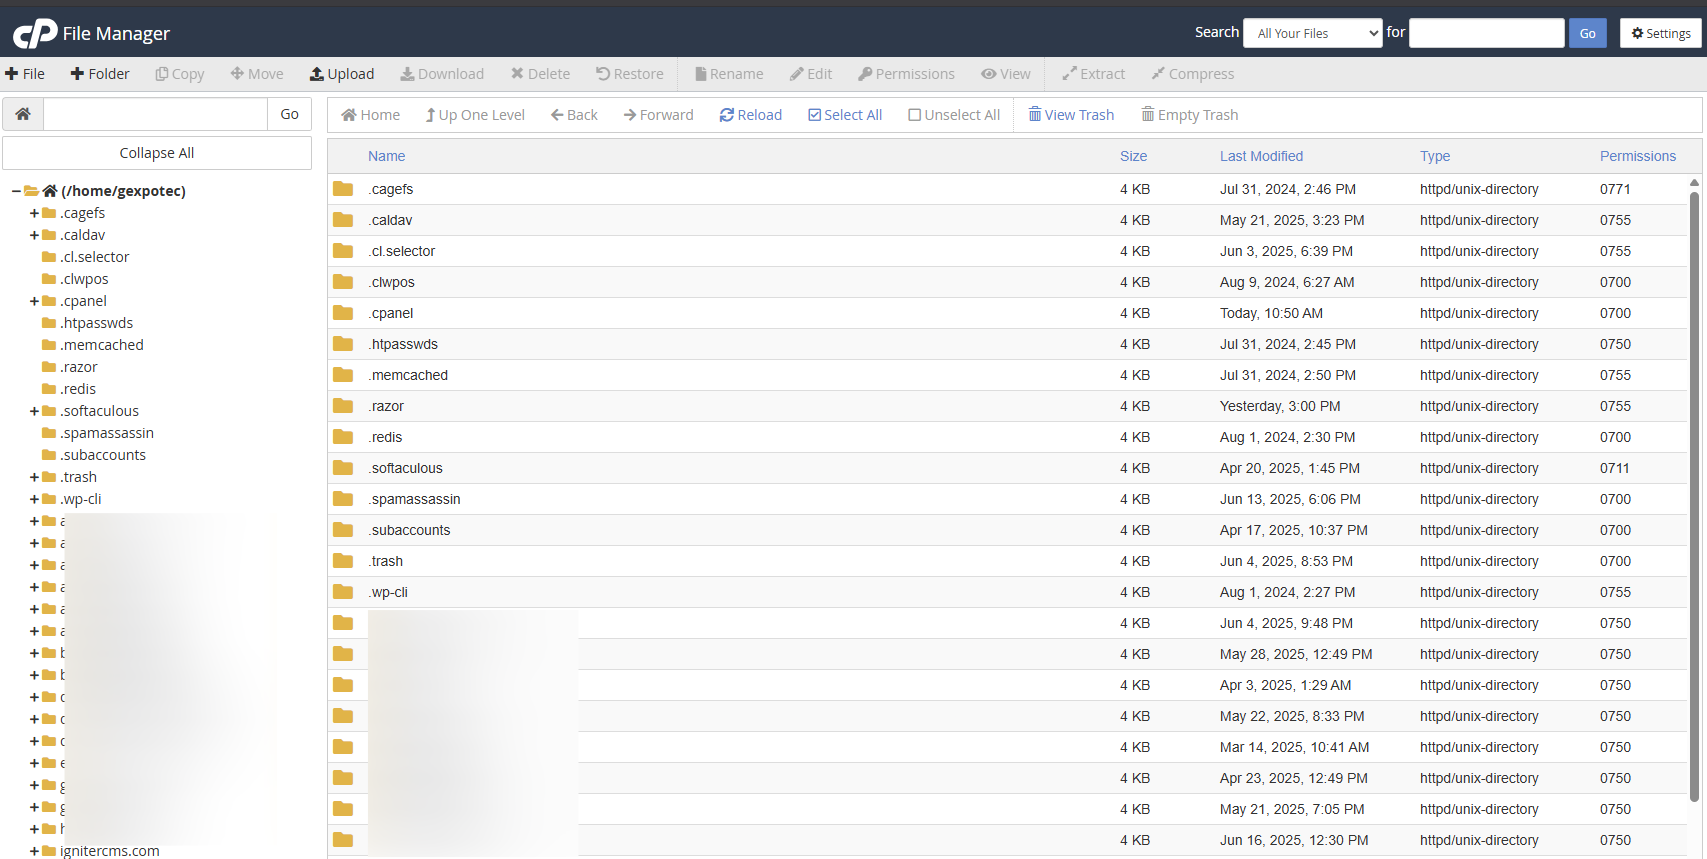 cP File Manager
Search All Your Files for Go Settings
File Folder Copy Move Upload Download Delete Restore Rename Edit Permissions View Extract Compress
Go
Collapse All
(/home/gexpotec)
.cagefs
.caldav
.cl.selector
.clwpos
.cpanel
.htpasswds
.memcached
.razor
.redis
.softaculous
.spamassassin
.subaccounts
.trash
.wp-cli
ignitercms.com
Home Up One Level Back Forward Reload Select All Unselect All View Trash Empty Trash
Name Size Last Modified Type Permissions
.cagefs 4 KB Jul 31, 2024, 2:46 PM httpd/unix-directory 0771
.caldav 4 KB May 21, 2025, 3:23 PM httpd/unix-directory 0755
.cl.selector 4 KB Jun 3, 2025, 6:39 PM httpd/unix-directory 0755
.clwpos 4 KB Aug 9, 2024, 6:27 AM httpd/unix-directory 0700
.cpanel 4 KB Today, 10:50 AM httpd/unix-directory 0700
.htpasswds 4 KB Jul 31, 2024, 2:45 PM httpd/unix-directory 0750
.memcached 4 KB Jul 31, 2024, 2:50 PM httpd/unix-directory 0755
.razor 4 KB Yesterday, 3:00 PM httpd/unix-directory 0755
.redis 4 KB Aug 1, 2024, 2:30 PM httpd/unix-directory 0700
.softaculous 4 KB Apr 20, 2025, 1:45 PM httpd/unix-directory 0711
.spamassassin 4 KB Jun 13, 2025, 6:06 PM httpd/unix-directory 0700
.subaccounts 4 KB Apr 17, 2025, 10:37 PM httpd/unix-directory 0700
.trash 4 KB Jun 4, 2025, 8:53 PM httpd/unix-directory 0700
.wp-cli 4 KB Aug 1, 2024, 2:27 PM httpd/unix-directory 0755
4 KB Jun 4, 2025, 9:48 PM httpd/unix-directory 0750
4 KB May 28, 2025, 12:49 PM httpd/unix-directory 0750
4 KB Apr 3, 2025, 1:29 AM httpd/unix-directory 0750
4 KB May 22, 2025, 8:33 PM httpd/unix-directory 0750
4 KB Mar 14, 2025, 10:41 AM httpd/unix-directory 0750
4 KB Apr 23, 2025, 12:49 PM httpd/unix-directory 0750
4 KB May 21, 2025, 7:05 PM httpd/unix-directory 0750
4 KB Jun 16, 2025, 12:30 PM httpd/unix-directory 0750